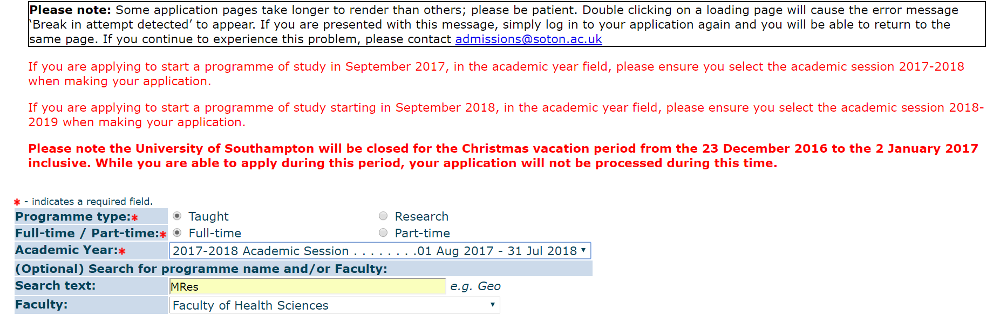 Please note: Some application pages take longer to render than others; please be patient. Double clicking on a loading page will cause the error message
‘Break in attempt detected’ to appear. If you are presented with this message, simply log in to your application again and you will be able to return to the
same page. If you continue to experience this problem, please contact admissions@soton.ac.uk
If you are applying to start a programme of study in September 2017, in the academic year field, please ensure you select the academic session 2017-2018
when making your application.
If you are applying to start a programme of study starting in September 2018, in the academic year field, please ensure you select the academic session 2018-
2019 when making your application.
Please note the University of Southampton will be closed for the Christmas vacation period from the 23 December 2016 to the 2 January 2017
inclusive. While you are able to apply during this period, your application will not be processed during this time.
* - indicates a required field.
Programme type:* Taught Research
Full-time / Part-time:* Full-time Part-time
Academic Year:* 2017-2018 Academic Session . . . . . . . .01 Aug 2017 - 31 Jul 2018
(Optional) Search for programme name and/or Faculty:
Search text: MRes e.g. Geo
Faculty: Faculty of Health Sciences